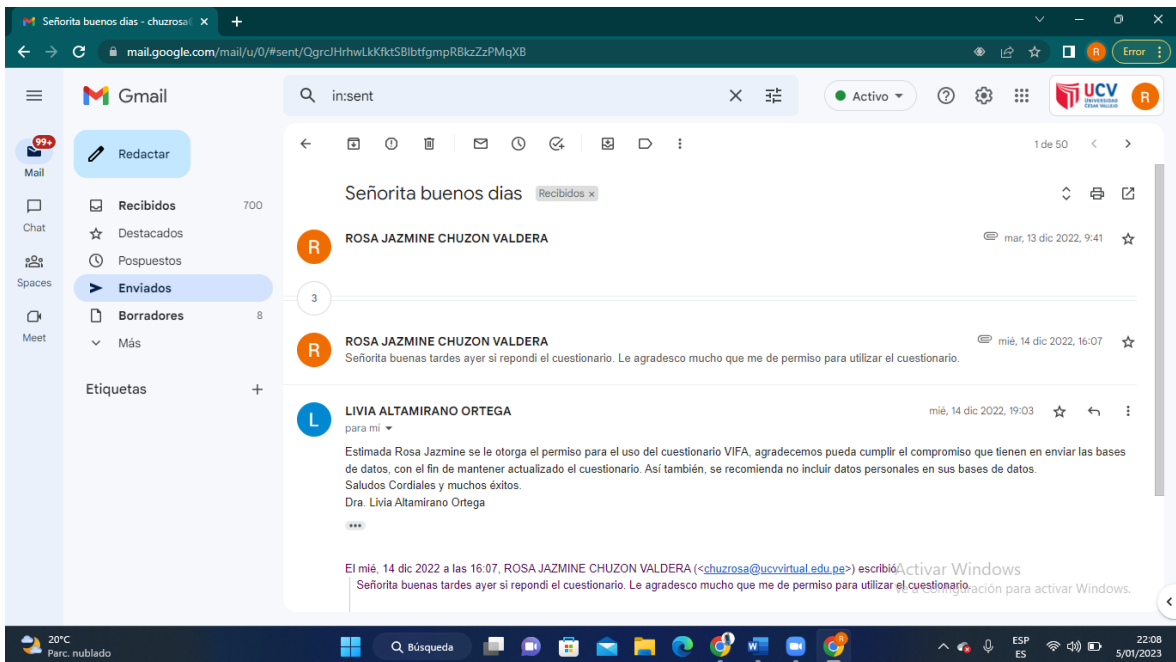 Señorita buenos dias - chuzrosa
mail.google.com/mail/u/0/#sent/QgrcJHrhwLkKfktSBlbtfgmpRBkzZzPMqXB
R
Error
Gmail
in:sent
Activo
UCV
UNIVERSIDAD
CÉSAR VALLEJO
R
99+
Mail
Chat
Spaces
Meet
Redactar
Recibidos 700
Destacados
Pospuestos
Enviados
Borradores 8
Más
Etiquetas
1 de 50
Señorita buenos dias Recibidos ×
R
ROSA JAZMINE CHUZON VALDERA mar, 13 dic 2022, 9:41
3
R
ROSA JAZMINE CHUZON VALDERA mié, 14 dic 2022, 16:07
Señorita buenas tardes ayer si repondi el cuestionario. Le agradesco mucho que me de permiso para utilizar el cuestionario.
L
LIVIA ALTAMIRANO ORTEGA mié, 14 dic 2022, 19:03
para mí
Estimada Rosa Jazmine se le otorga el permiso para el uso del cuestionario VIFA, agradecemos pueda cumplir el compromiso que tienen en enviar las bases
de datos, con el fin de mantener actualizado el cuestionario. Así también, se recomienda no incluir datos personales en sus bases de datos.
Saludos Cordiales y muchos éxitos.
Dra. Livia Altamirano Ortega
El mié, 14 dic 2022 a las 16:07, ROSA JAZMINE CHUZON VALDERA (<chuzrosa@ucvvirtual.edu.pe>) escribió:
Señorita buenas tardes ayer si repondi el cuestionario. Le agradesco mucho que me de permiso para utilizar el cuestionario.
Activar Windows
Ve a Configuración para activar Windows.
20°C
Parc. nublado
Búsqueda
ESP
ES
22:08
5/01/2023